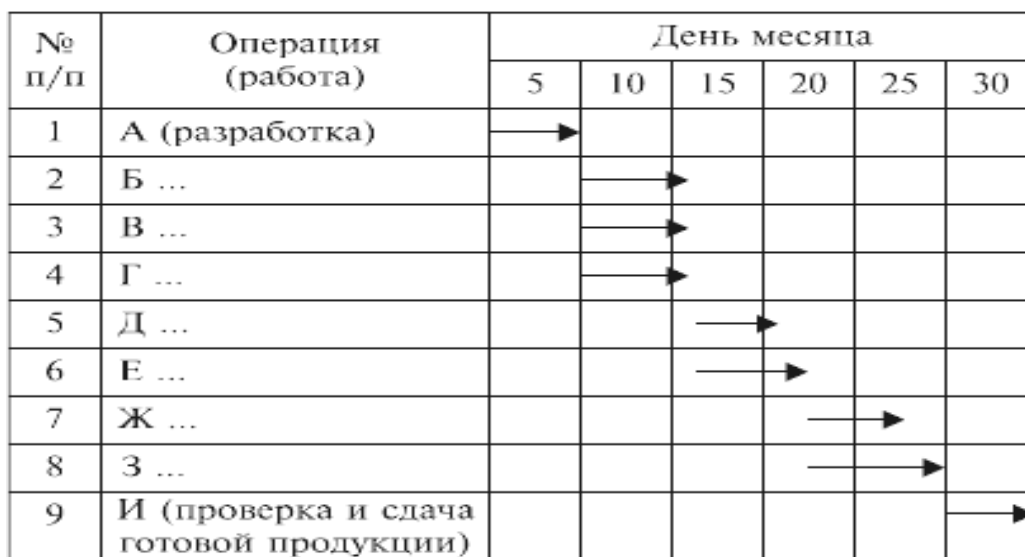 № п/п Операция (работа) День месяца
5 10 15 20 25 30
1 А (разработка)
2 Б ...
3 В ...
4 Г ...
5 Д ...
6 Е ...
7 Ж ...
8 З ...
9 И (проверка и сдача
готовой продукции)